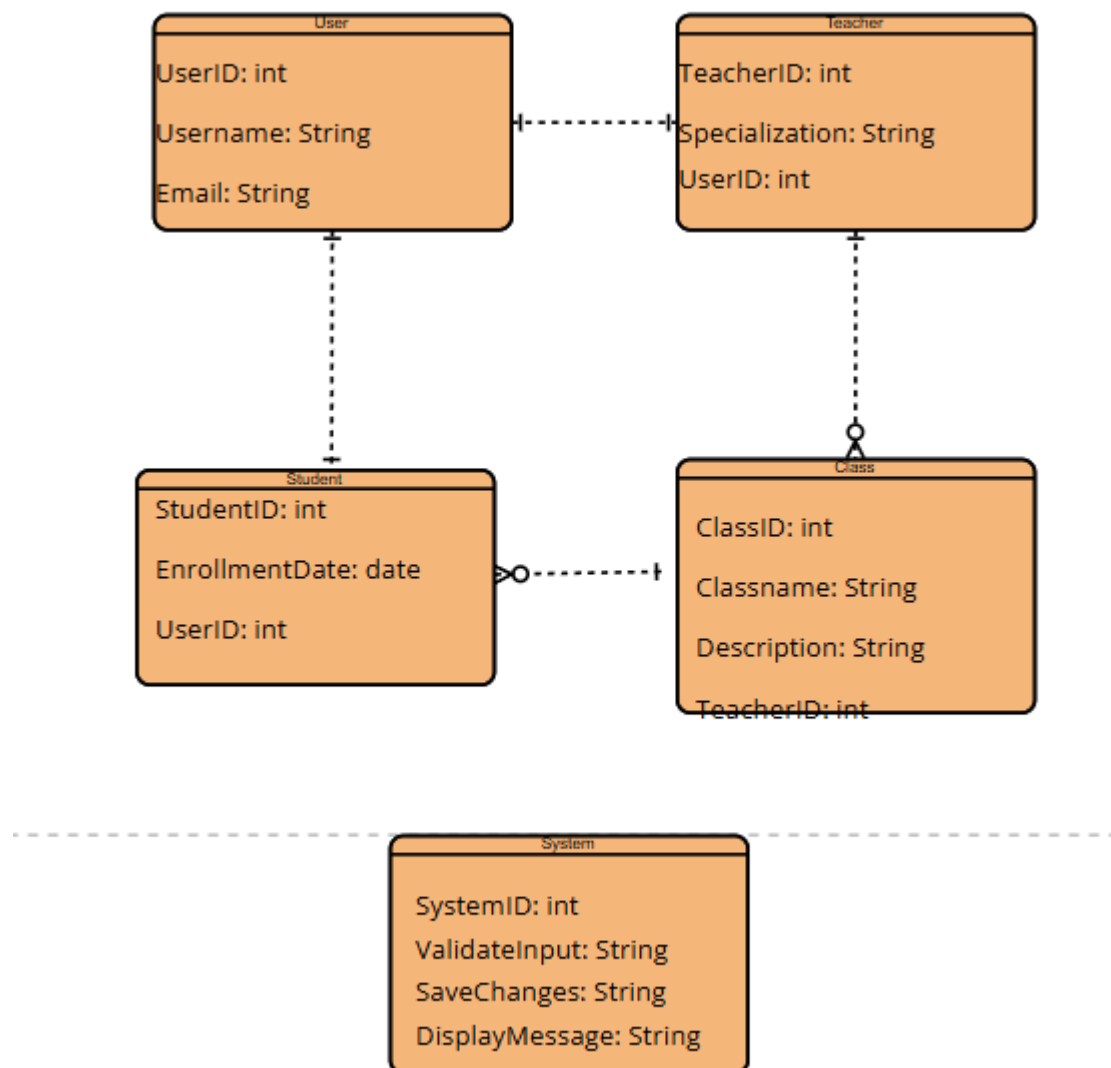 User
UserID: int
Username: String
Email: String
Teacher
TeacherID: int
Specialization: String
UserID: int
Student
StudentID: int
EnrollmentDate: date
UserID: int
Class
ClassID: int
Classname: String
Description: String
TeacherID: int
System
SystemID: int
ValidateInput: String
SaveChanges: String
DisplayMessage: String